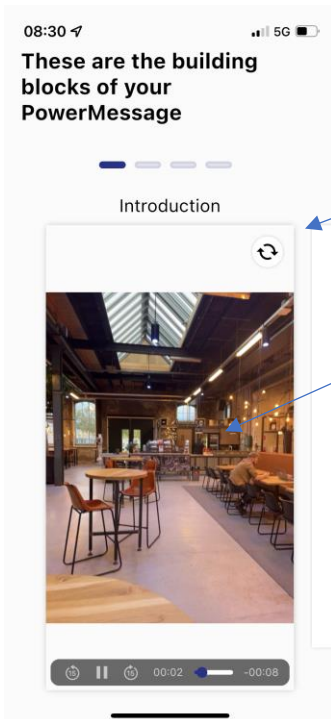 08:30 5G
These are the building
blocks of your
PowerMessage
Introduction
15 15 00:02 -00:08